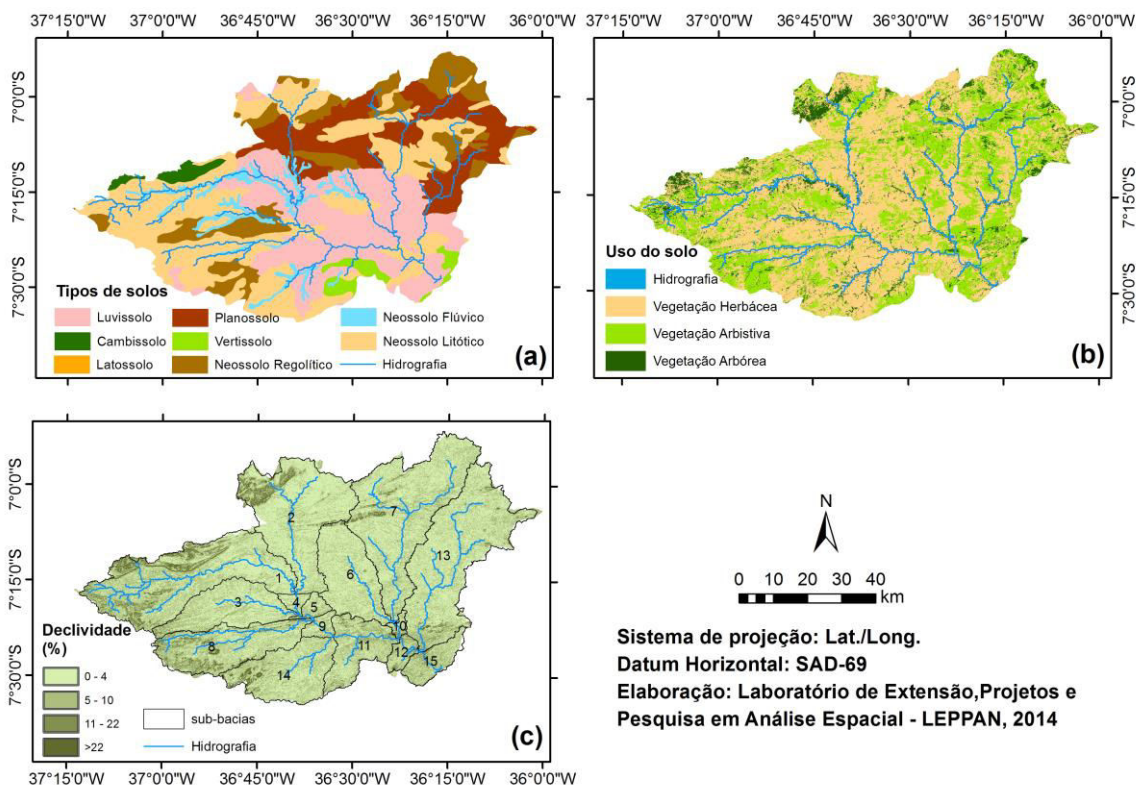 37°15'0"W 37°0'0"W 36°45'0"W 36°30'0"W 36°15'0"W 36°0'0"W
37°15'0"W 37°0'0"W 36°45'0"W 36°30'0"W 36°15'0"W 36°0'0"W
7°0'0"S
7°15'0"S
7°30'0"S
Tipos de solos
Luvissolo
Planossolo
Neossolo Flúvico
Cambissolo
Vertissolo
Neossolo Litótico
Latossolo
Neossolo Regolítico
Hidrografia
(a)
7°0'0"S
7°15'0"S
7°30'0"S
Uso do solo
Hidrografia
Vegetação Herbácea
Vegetação Arbistiva
Vegetação Arbórea
(b)
7°0'0"S
7°15'0"S
7°30'0"S
2
7
13
1
6
3
4
5
10
9
8
11
12
15
14
Declividade
(%)
0 - 4
5 - 10
11 - 22
>22
sub-bacias
Hidrografia
(c)
37°15'0"W 37°0'0"W 36°45'0"W 36°30'0"W 36°15'0"W 36°0'0"W
N
0 5 10 20 30 40
km
Sistema de projeção: Lat./Long.
Datum Horizontal: SAD-69
Elaboração: Laboratório de Extensão,Projetos e
Pesquisa em Análise Espacial - LEPPAN, 2014